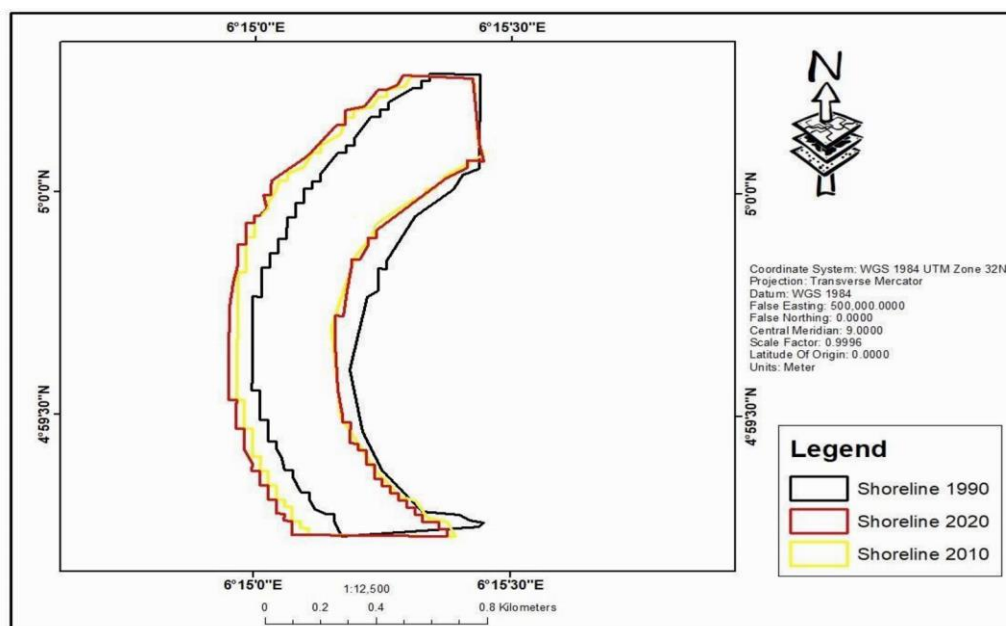 6°15'0"E 6°15'30"E
N
5°0'0"N 5°0'0"N
Coordinate System: WGS 1984 UTM Zone 32N
Projection: Transverse Mercator
Datum: WGS 1984
False Easting: 500,000.0000
False Northing: 0.0000
Central Meridian: 9.0000
Scale Factor: 0.9996
Latitude Of Origin: 0.0000
Units: Meter
4°59'30"N 4°59'30"N
Legend
Shoreline 1990
Shoreline 2020
Shoreline 2010
6°15'0"E 6°15'30"E
1:12,500
0 0.2 0.4 0.8 Kilometers